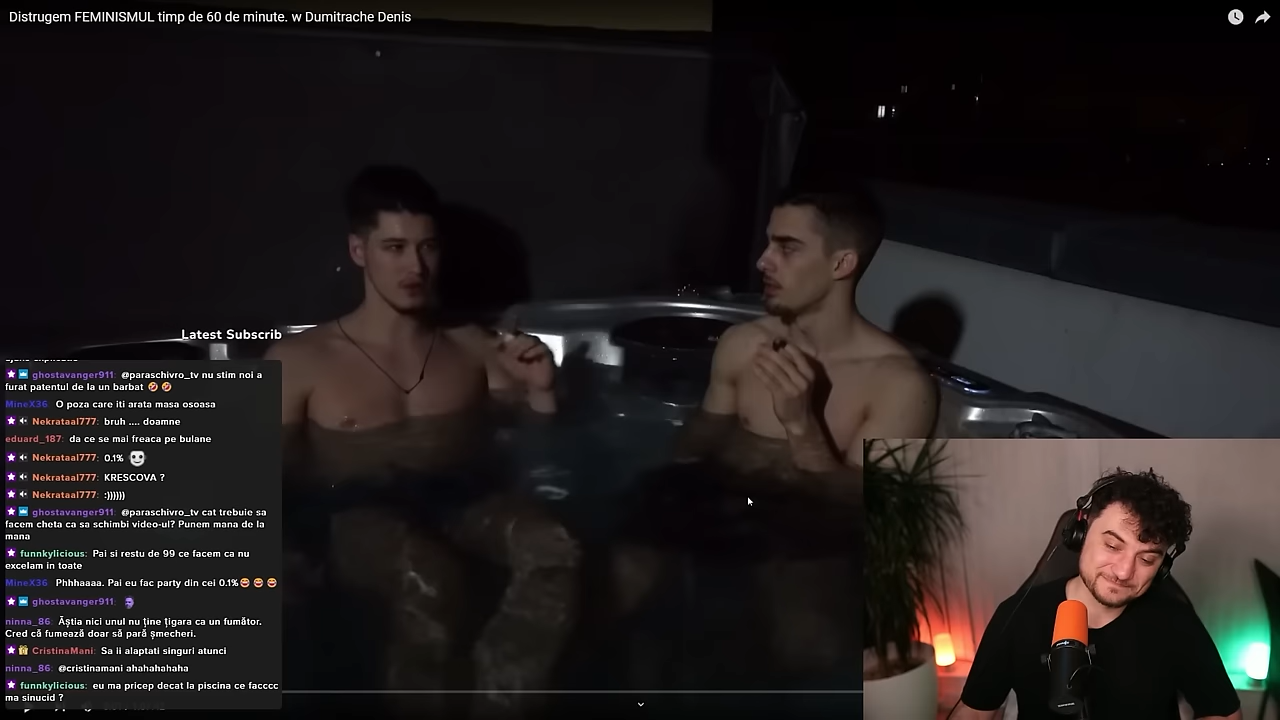 Distrugem FEMINISMUL timp de 60 de minute. w Dumitrache Denis
Latest Subscrib
ghostavanger911: @paraschivro_tv nu stim noi a
furat patentul de la un barbat 🤣 🤣
MineX36 O poza care iti arata masa osoasa
Nekrataal777: bruh .... doamne
eduard_187: da ce se mai freaca pe bulane
Nekrataal777: 0.1%
Nekrataal777: KRESCOVA ?
Nekrataal777: :))))))
ghostavanger911: @paraschivro_tv cat trebuie sa
facem cheta ca sa schimbi video-ul? Punem mana de la
mana
funnkylicious: Pai si restu de 99 ce facem ca nu
excelam in toate
MineX36 Phhhaaaa. Pai eu fac party din cei 0.1%😂 😂 😂
ghostavanger911:
ninna_86: Ăștia nici unul nu ține țigara ca un fumător.
Cred că fumează doar să pară șmecheri.
CristinaMani: Sa ii alaptati singuri atunci
ninna_86: @cristinamani ahahahahaha
funnkylicious: eu ma pricep decat la piscina ce facccc
ma sinucid ?